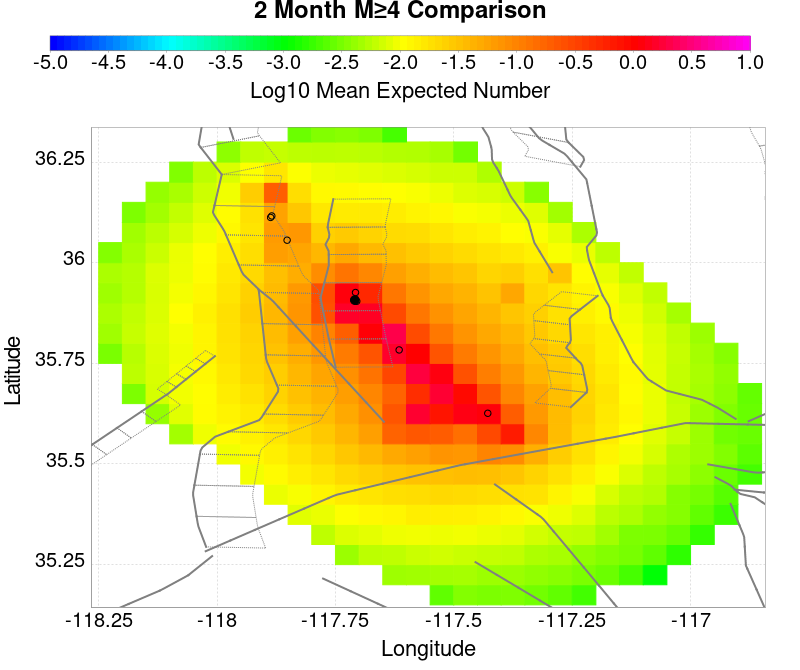 2 Month M≥4 Comparison
-5.0 -4.5 -4.0 -3.5 -3.0 -2.5 -2.0 -1.5 -1.0 -0.5 0.0 0.5 1.0
Log10 Mean Expected Number
36.25
36
35.75
35.5
35.25
Latitude
-118.25 -118 -117.75 -117.5 -117.25 -117
Longitude